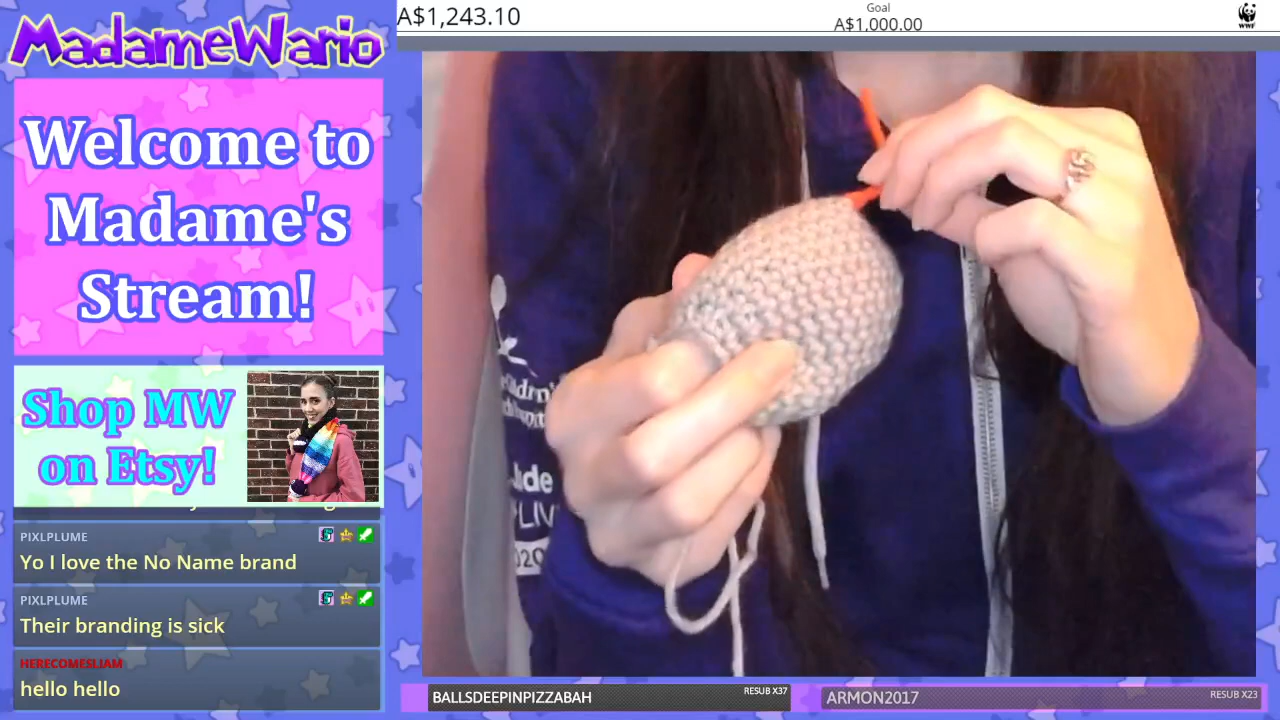 MadameWario
A$1,243.10
Goal
A$1,000.00
WWF
Welcome to
Madame's
Stream!
Shop MW
on Etsy!
PIXLPLUME
Yo I love the No Name brand
PIXLPLUME
Their branding is sick
HERECOMESLIAM
hello hello
BALLSDEEPINPIZZABAH
RESUB X37
ARMON2017
RESUB X23